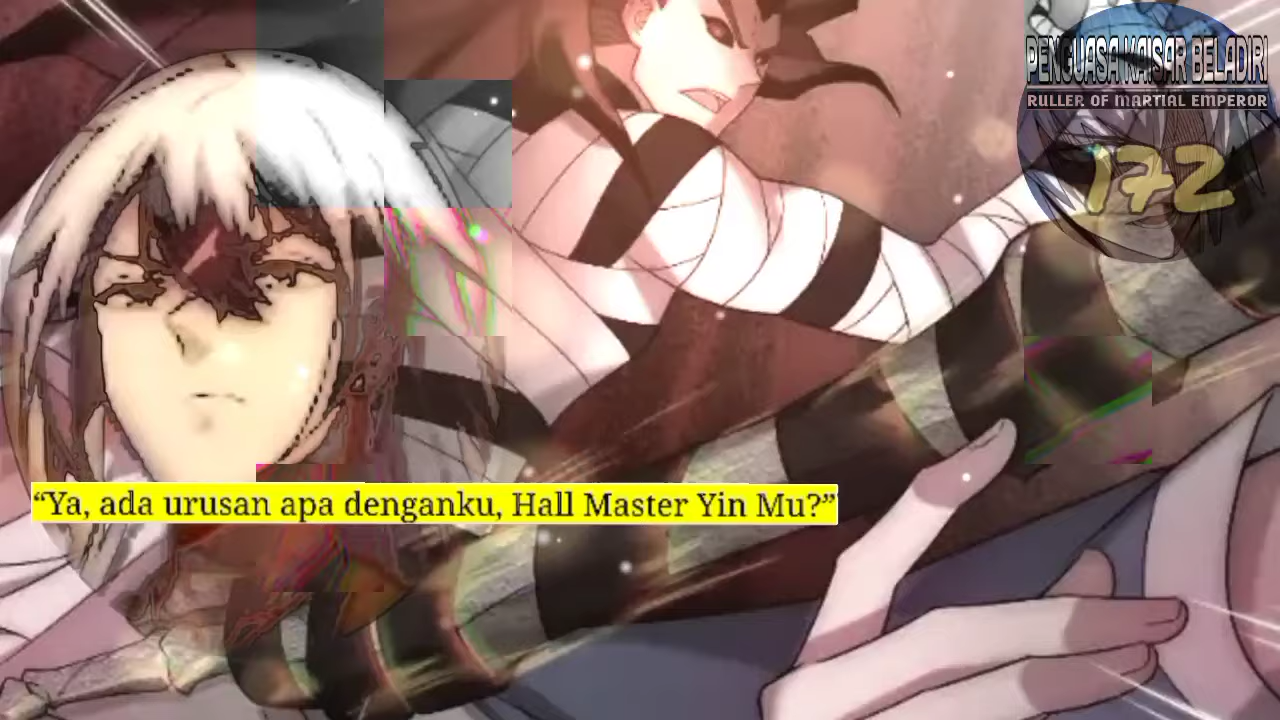 PENGUASA KAISAR BELADIRI
RULLER OF MARTIAL EMPEROR
172
“Ya, ada urusan apa denganku, Hall Master Yin Mu?”